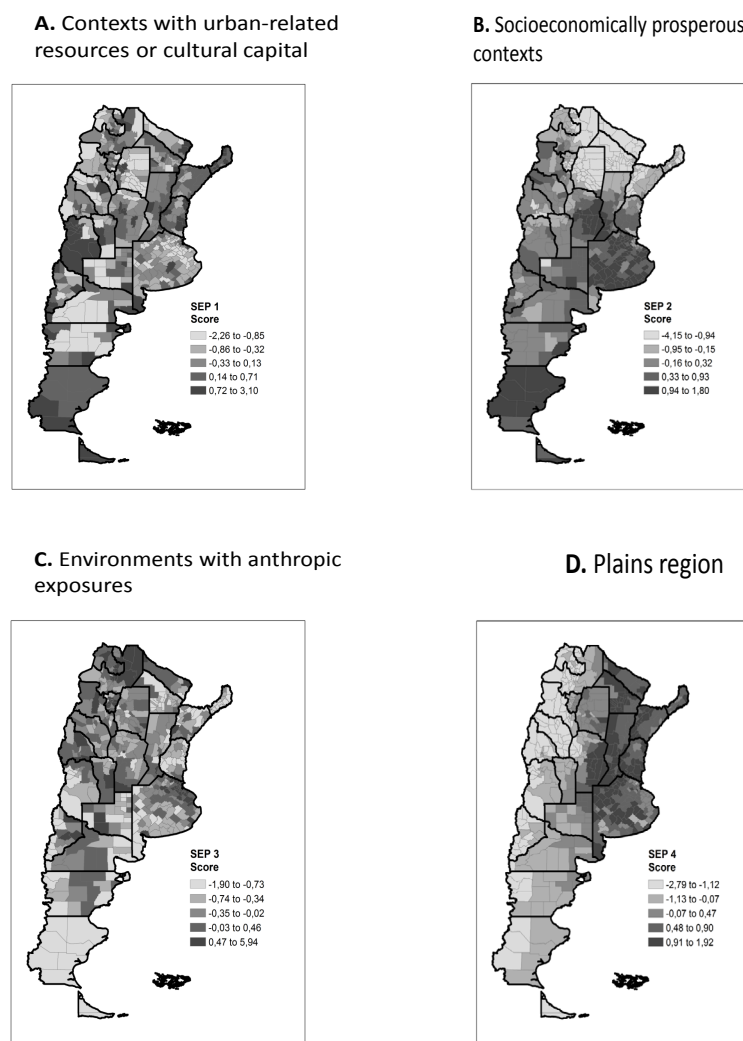 A. Contexts with urban-related
resources or cultural capital
B. Socioeconomically prosperous
contexts
SEP 1
Score
-2,26 to -0,85
-0,86 to -0,32
-0,33 to 0,13
0,14 to 0,71
0,72 to 3,10
SEP 2
Score
-4,15 to -0,94
-0,95 to -0,15
-0,16 to 0,32
0,33 to 0,93
0,94 to 1,80
C. Environments with anthropic
exposures
D. Plains region
SEP 3
Score
-1,90 to -0,73
-0,74 to -0,34
-0,35 to -0,02
-0,03 to 0,46
0,47 to 5,94
SEP 4
Score
-2,79 to -1,12
-1,13 to -0,07
-0,07 to 0,47
0,48 to 0,90
0,91 to 1,92